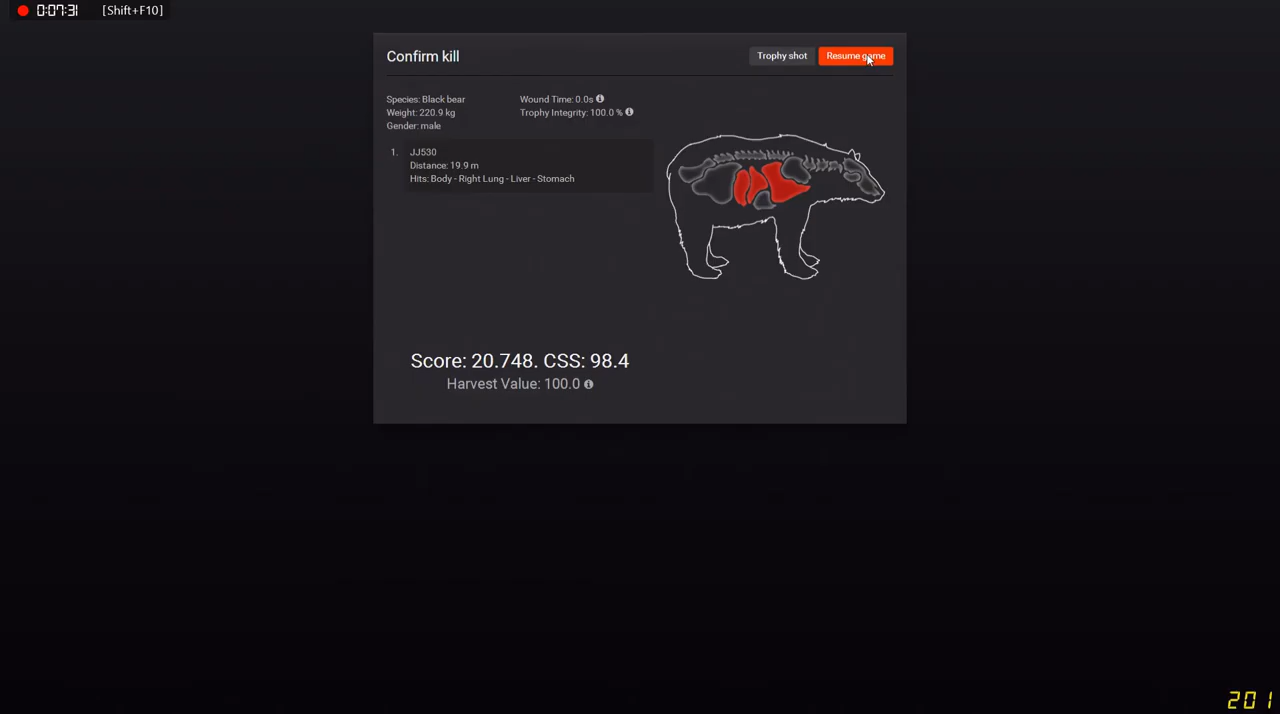 0:07:31 [Shift+F10]
Confirm kill
Trophy shot
Resume game
Species: Black bear
Weight: 220.9 kg
Gender: male
Wound Time: 0.0s
Trophy Integrity: 100.0 %
1. JJ530
Distance: 19.9 m
Hits: Body - Right Lung - Liver - Stomach
Score: 20.748. CSS: 98.4
Harvest Value: 100.0
201